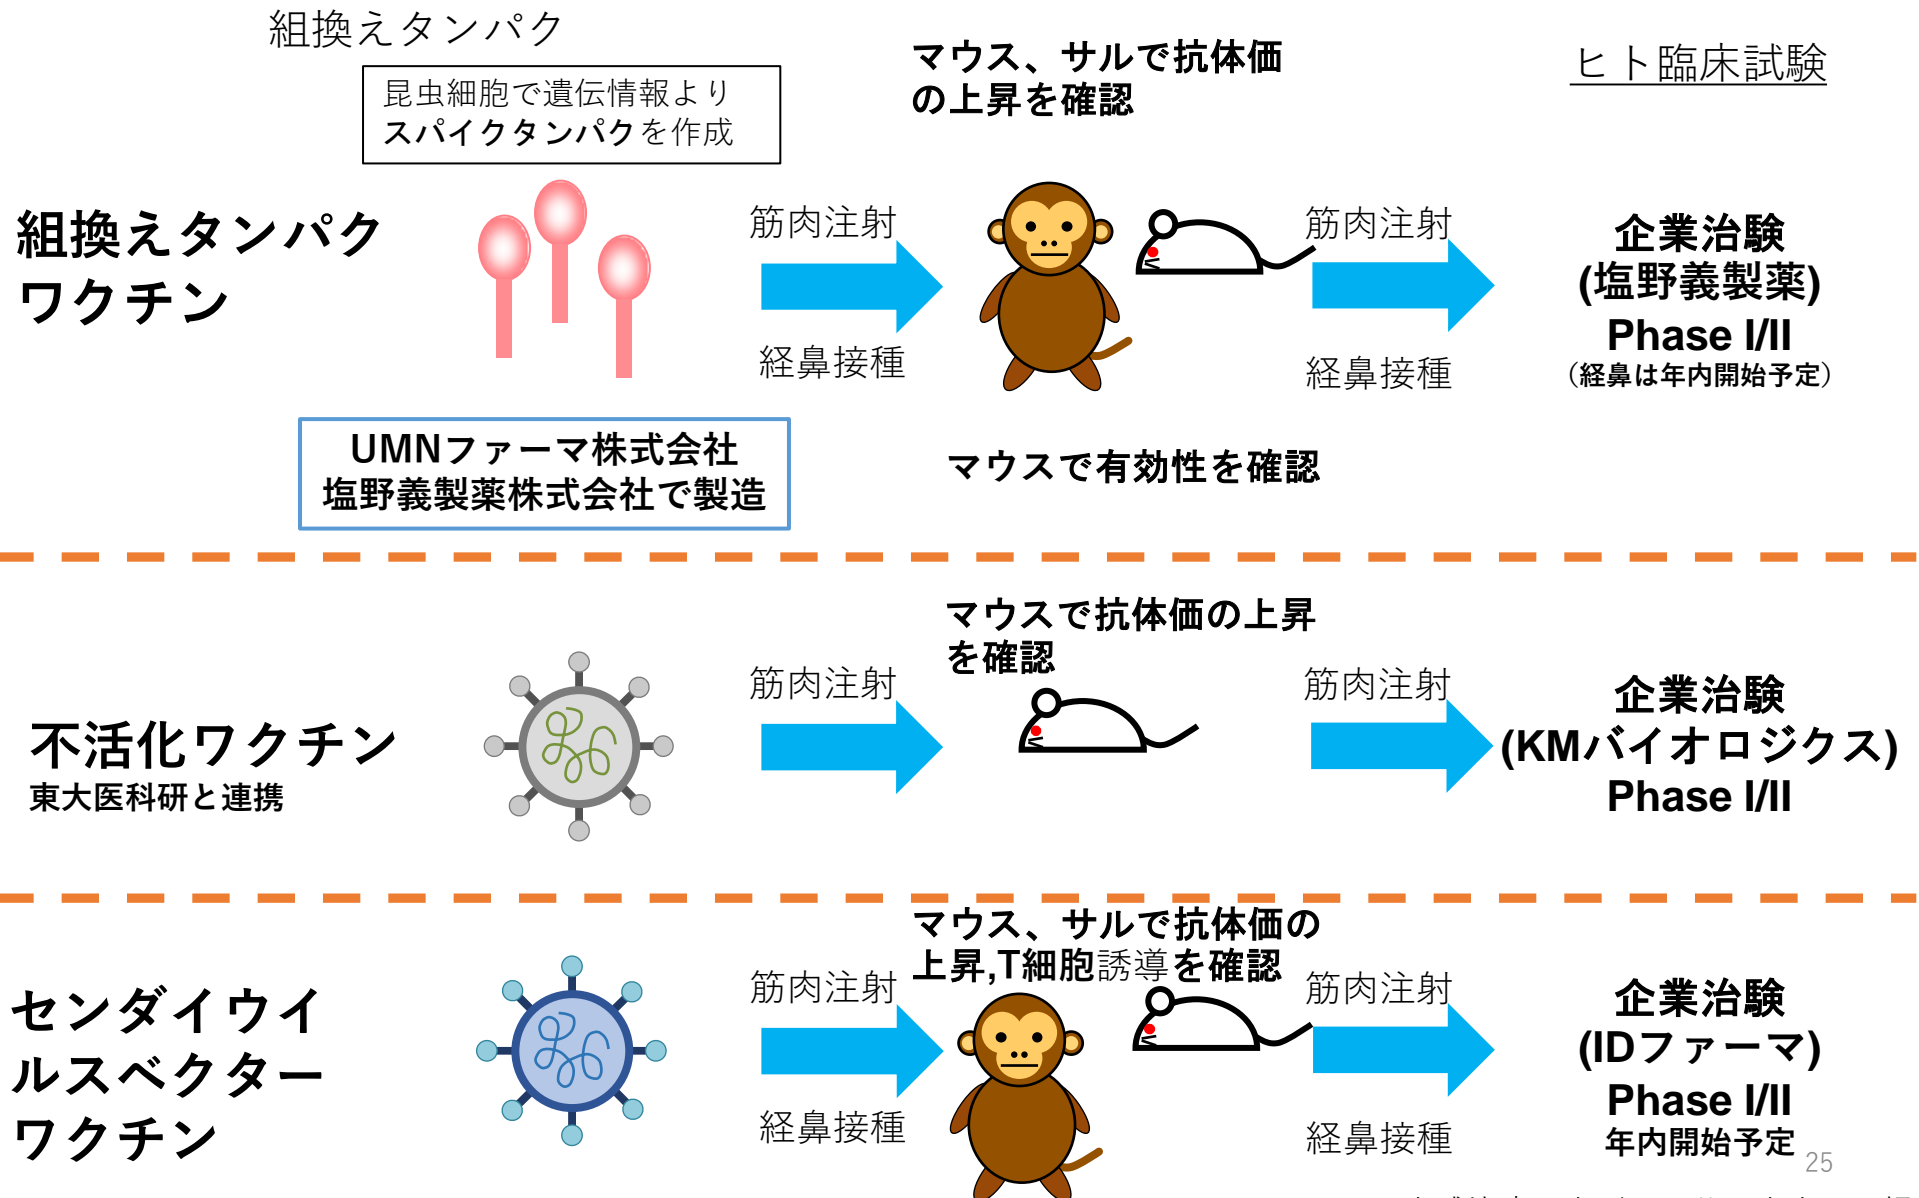 組換えタンパク
昆虫細胞で遺伝情報より
スパイクタンパクを作成
マウス、サルで抗体価
の上昇を確認
ヒト臨床試験
組換えタンパク
ワクチン
筋肉注射
経鼻接種
筋肉注射
経鼻接種
企業治験
(塩野義製薬)
Phase I/II
（経鼻は年内開始予定）
UMNファーマ株式会社
塩野義製薬株式会社で製造
マウスで有効性を確認
不活化ワクチン
東大医科研と連携
筋肉注射
マウスで抗体価の上昇
を確認
筋肉注射
企業治験
(KMバイオロジクス)
Phase I/II
センダイウイ
ルスベクター
ワクチン
筋肉注射
経鼻接種
マウス、サルで抗体価の
上昇,T細胞誘導を確認
筋肉注射
経鼻接種
企業治験
(IDファーマ)
Phase I/II
年内開始予定
25